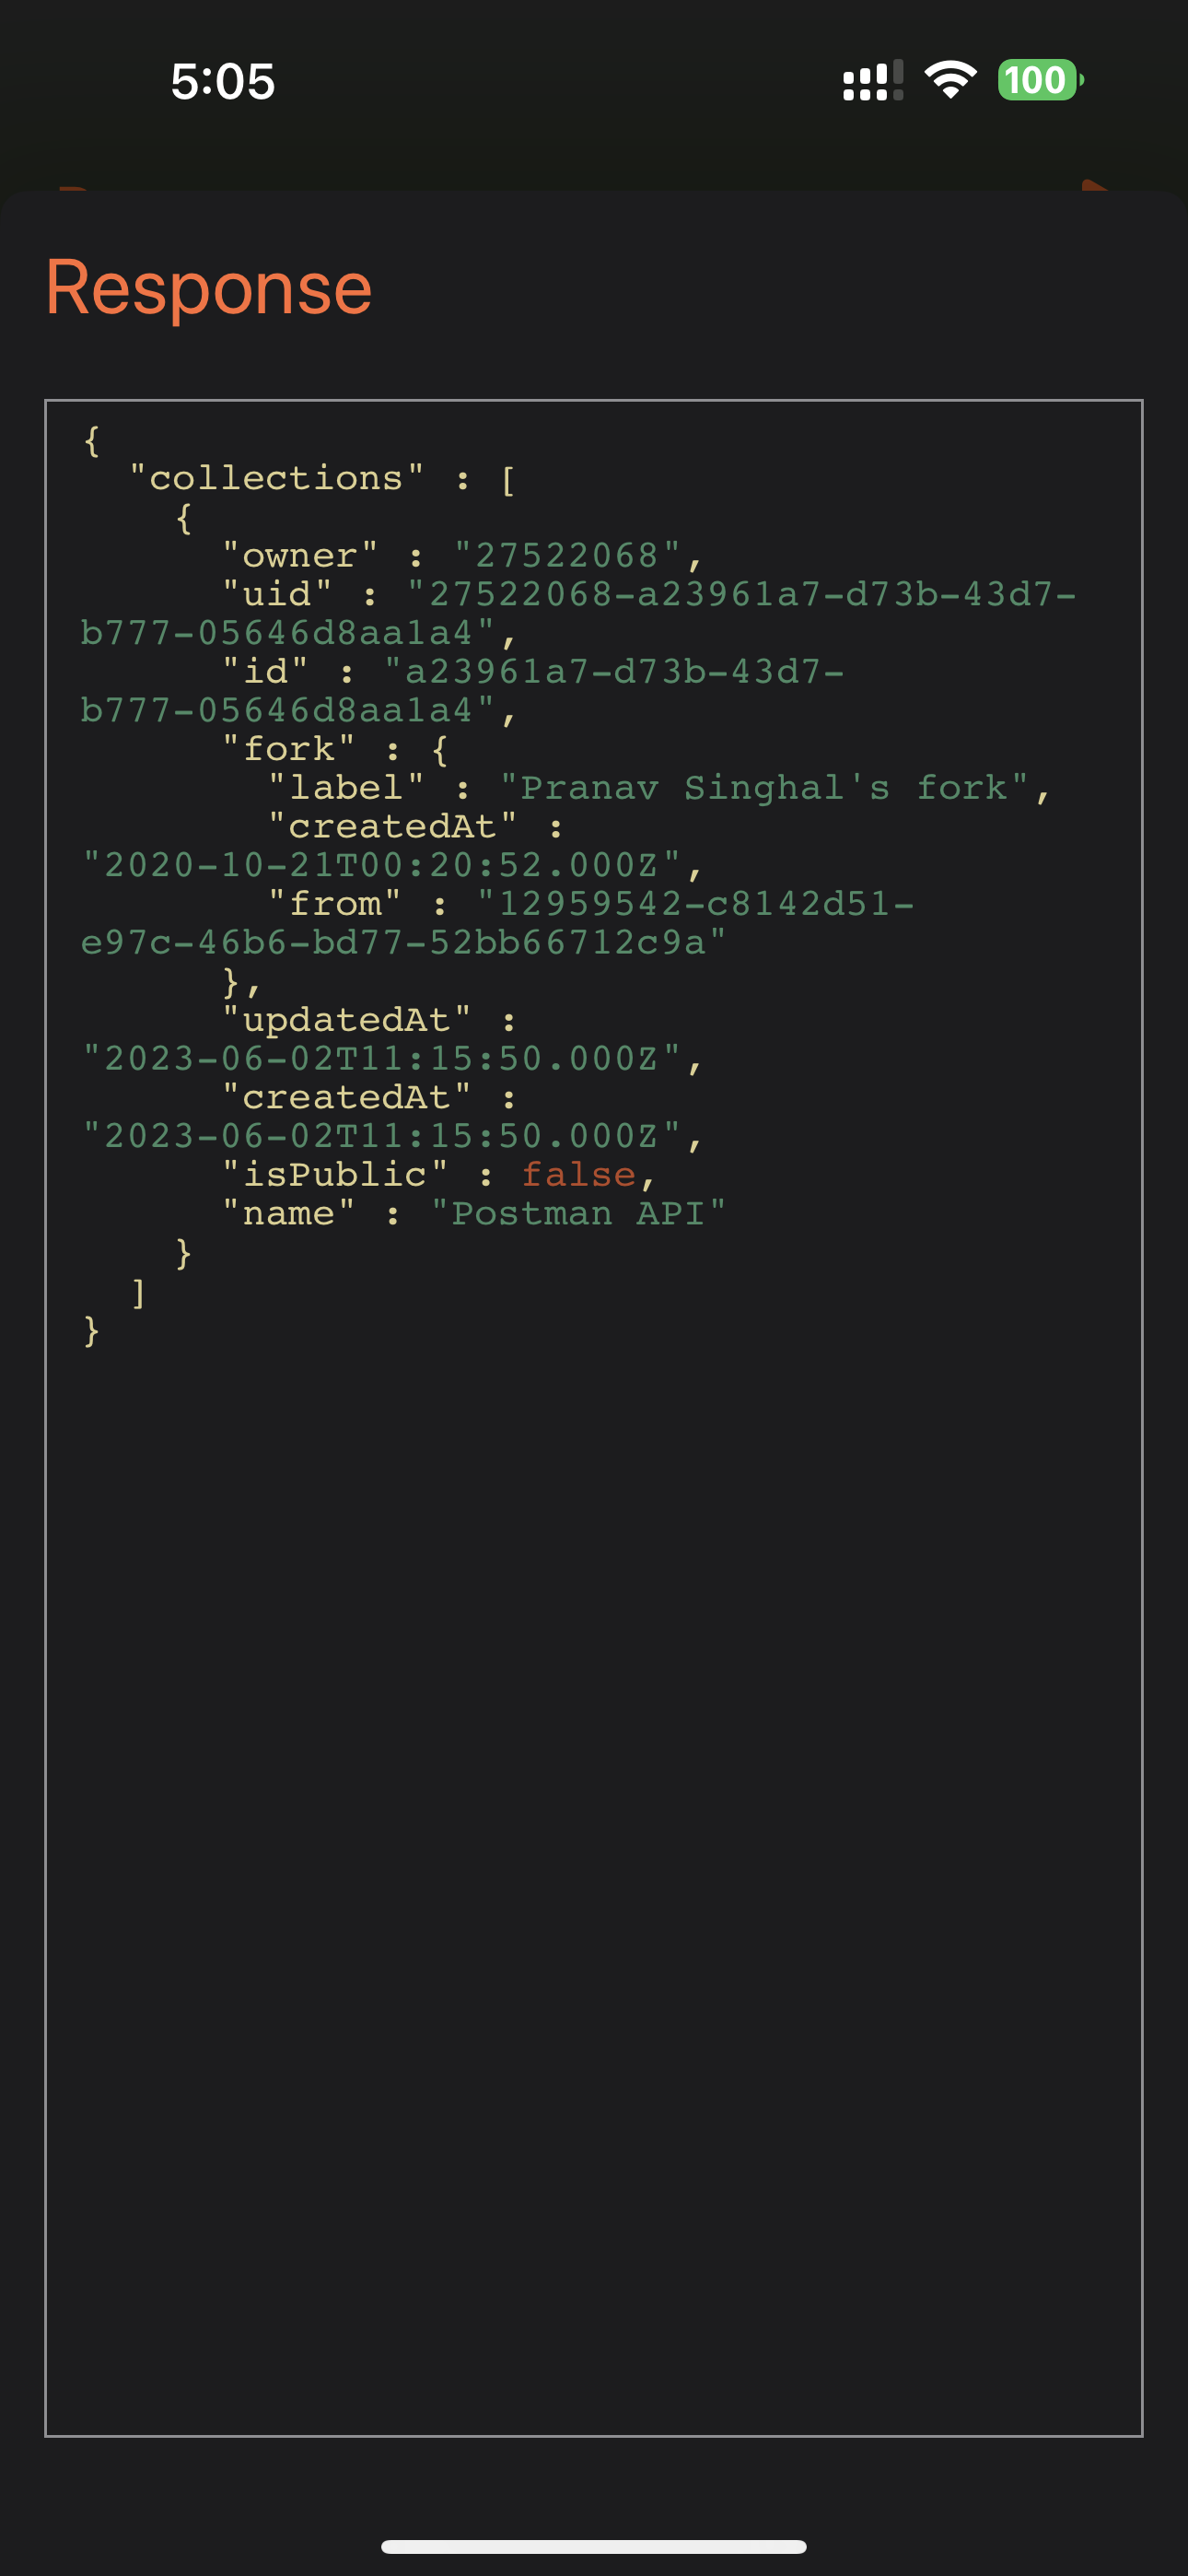 5:05
100
Response
{
"collections" : [
{
"owner" : "27522068",
"uid" : "27522068-a23961a7-d73b-43d7-
b777-05646d8aa1a4",
"id" : "a23961a7-d73b-43d7-
b777-05646d8aa1a4",
"fork" : {
"label" : "Pranav Singhal's fork",
"createdAt" :
"2020-10-21T00:20:52.000Z",
"from" : "12959542-c8142d51-
e97c-46b6-bd77-52bb66712c9a"
},
"updatedAt" :
"2023-06-02T11:15:50.000Z",
"createdAt" :
"2023-06-02T11:15:50.000Z",
"isPublic" : false,
"name" : "Postman API"
}
]
}